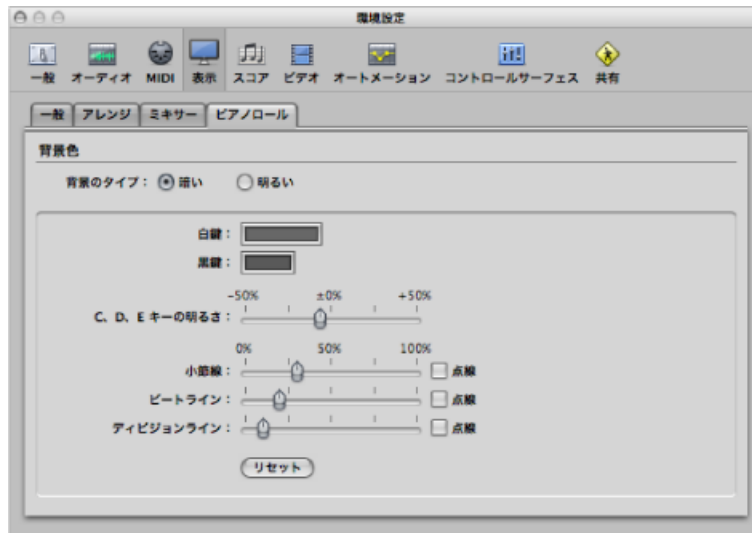 環境設定
一般 オーディオ MIDI 表示 スコア ビデオ オートメーション コントロールサーフェス 共有
一般 アレンジ ミキサー ピアノロール
背景色
背景のタイプ： 暗い 明るい
白鍵：
黒鍵：
-50% ±0% +50%
C、D、E キーの明るさ：
0% 50% 100%
小節線： 点線
ビートライン： 点線
ディビジョンライン： 点線
リセット